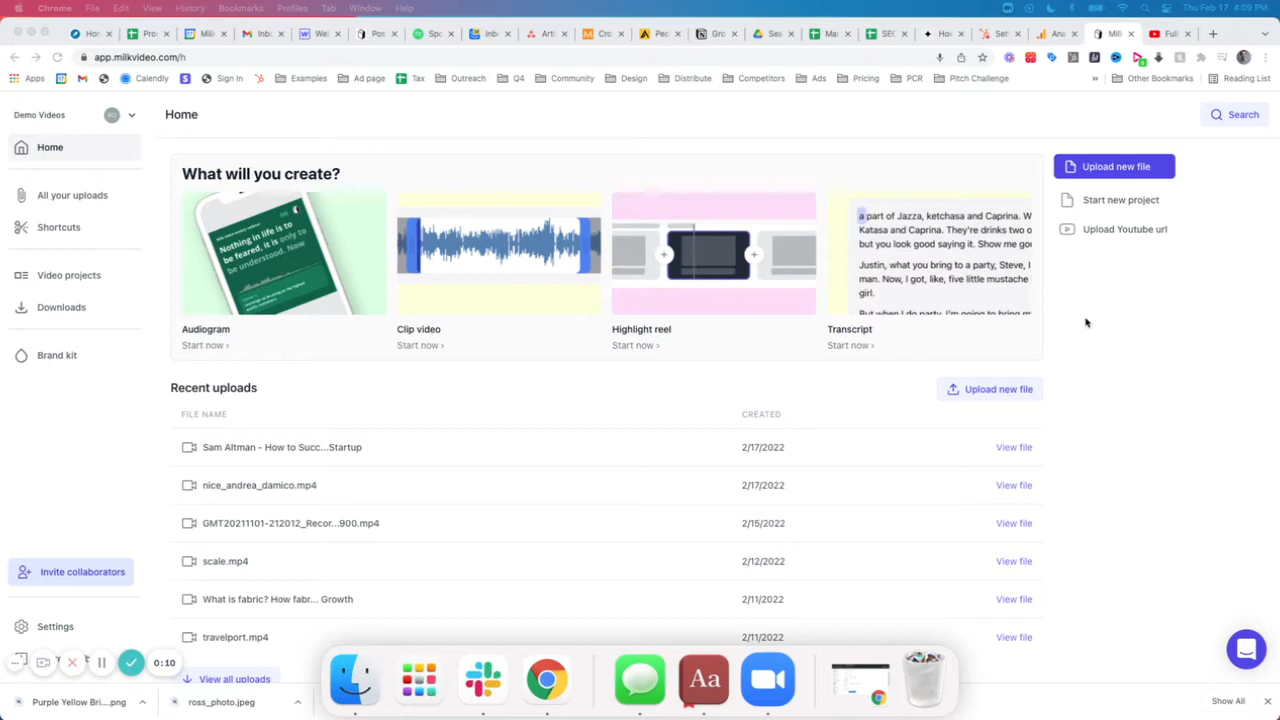 Chrome File Edit View History Bookmarks Profiles Tab Window Help Thu Feb 17 4:09 PM
app.milkvideo.com/h
Apps Calendly Sign In Examples Ad page Tax Outreach Q4 Community Design Distribute Competitors Ads Pricing PCR Pitch Challenge » Other Bookmarks Reading List
Demo Videos
Home
Search
Home
All your uploads
Shortcuts
Video projects
Downloads
Brand kit
Invite collaborators
Settings
0:10
What will you create?
Nothing in life is to
be feared, it is only to
be understood. Now
a part of Jazza, ketchasa and Caprina. W
Katasa and Caprina. They're drinks two o
but you look good saying it. Show me go
Justin, what you bring to a party, Steve, I
man. Now, I got, like, five little mustache
girl.
But when I do party, I'm going to bring m
Audiogram
Start now ›
Clip video
Start now ›
Highlight reel
Start now ›
Transcript
Start now ›
Upload new file
Start new project
Upload Youtube url
Recent uploads
Upload new file
FILE NAME CREATED
Sam Altman - How to Succ...Startup 2/17/2022 View file
nice_andrea_damico.mp4 2/17/2022 View file
GMT20211101-212012_Recor...900.mp4 2/15/2022 View file
scale.mp4 2/12/2022 View file
What is fabric? How fabr... Growth 2/11/2022 View file
travelport.mp4 2/11/2022 View file
View all uploads
Aa
Purple Yellow Bri....png
ross_photo.jpeg
Show All